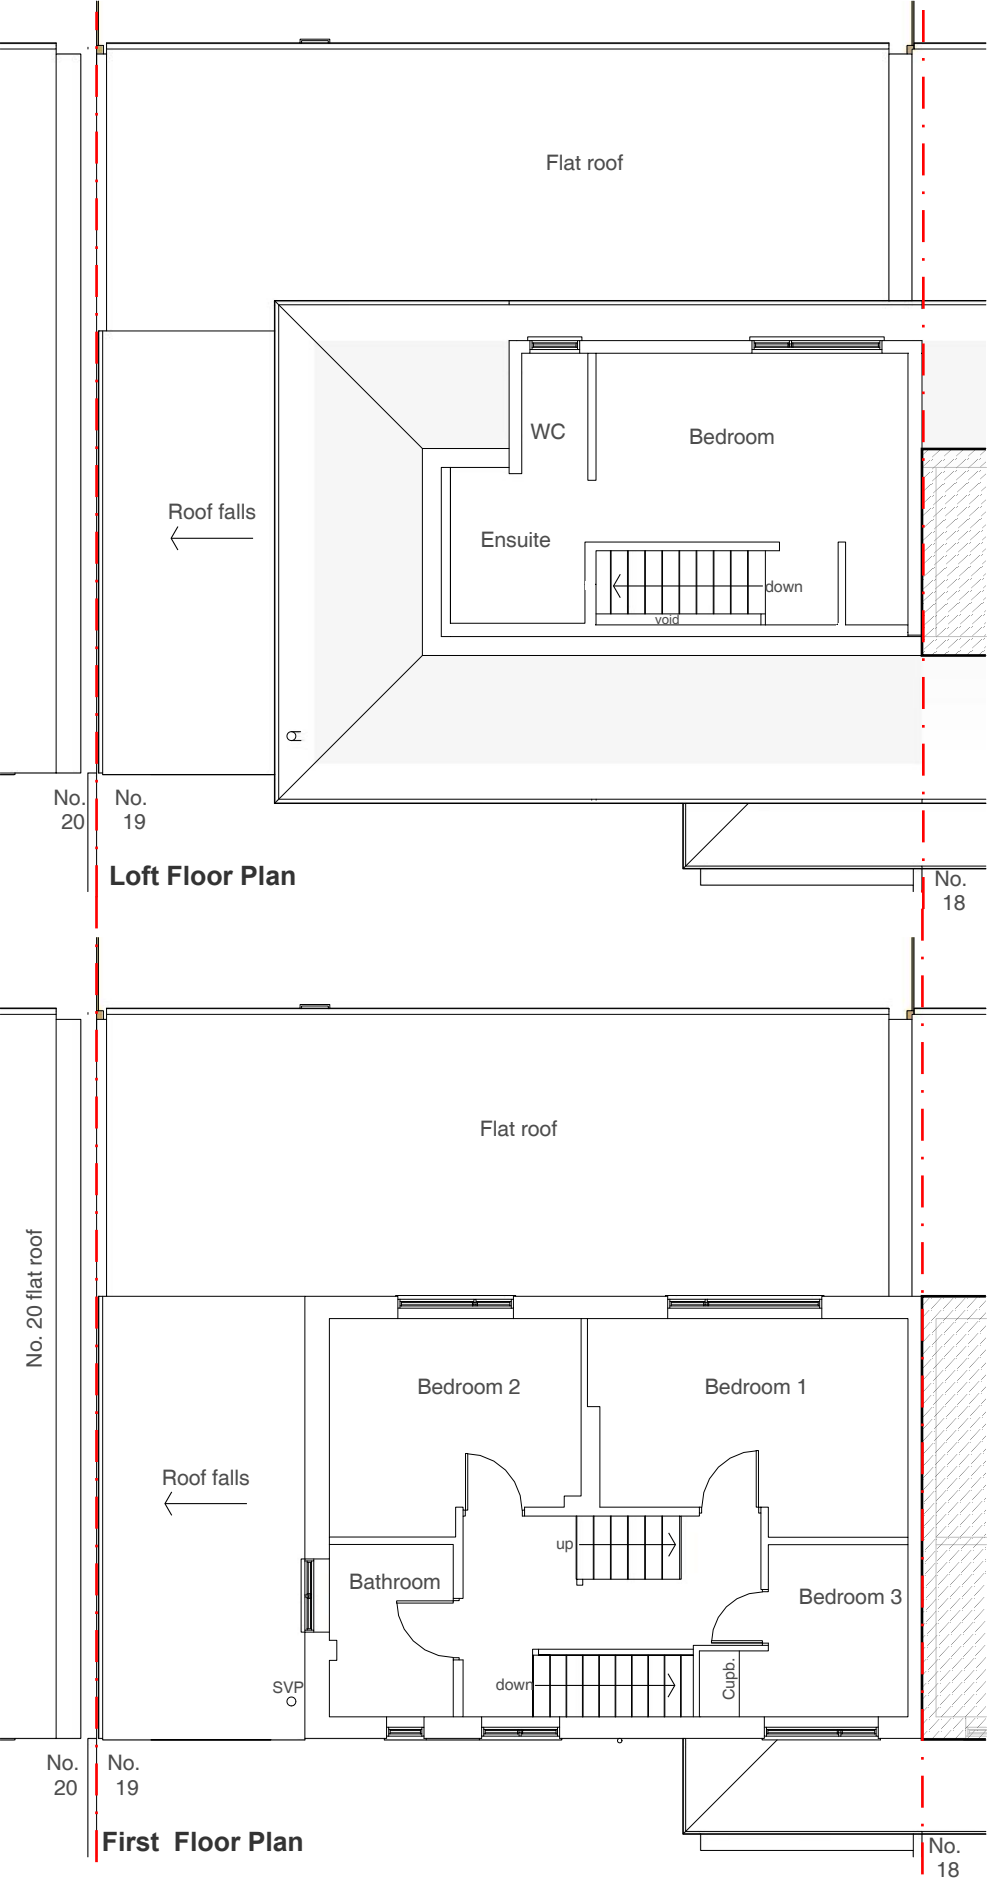 Flat roof
WC
Bedroom
Roof falls
Ensuite
down
void
No.
20
No.
19
Loft Floor Plan
No.
18
Flat roof
No. 20 flat roof
Bedroom 2
Bedroom 1
Roof falls
up
Bathroom
Bedroom 3
Cupb.
SVP
down
No.
20
No.
19
First Floor Plan
No.
18